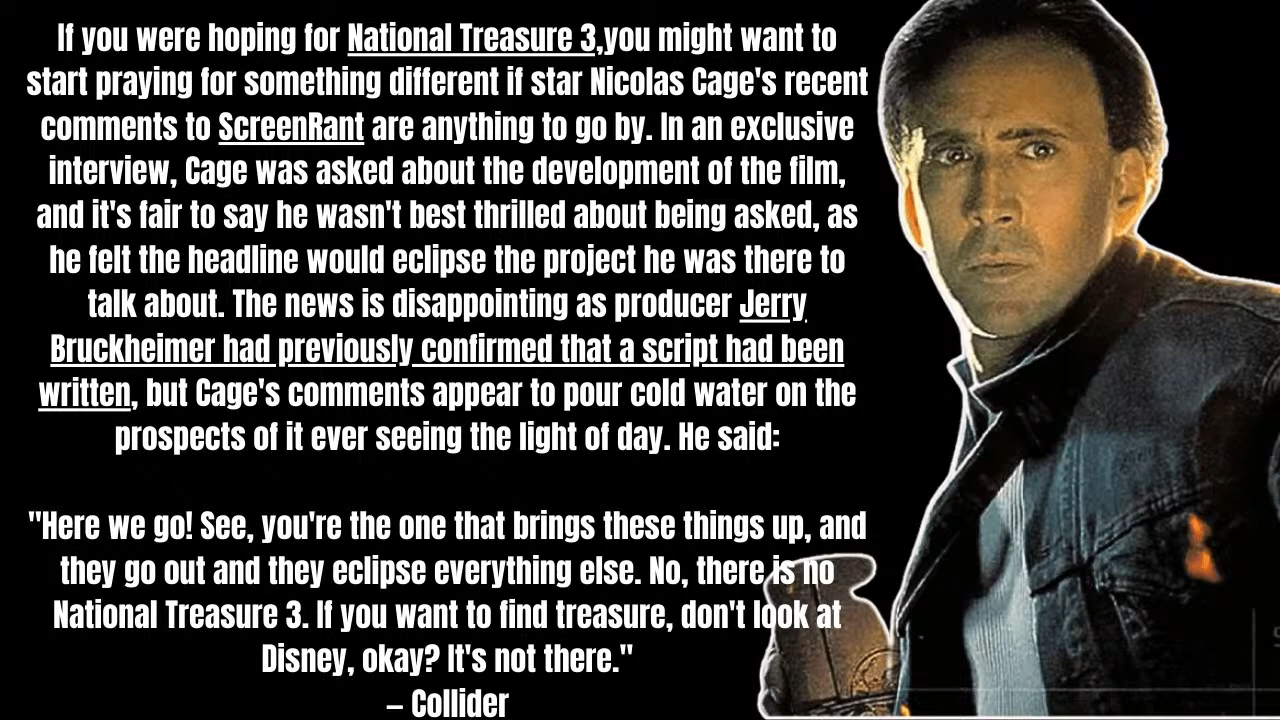 If you were hoping for National Treasure 3,you might want to
start praying for something different if star Nicolas Cage's recent
comments to ScreenRant are anything to go by. In an exclusive
interview, Cage was asked about the development of the film,
and it's fair to say he wasn't best thrilled about being asked, as
he felt the headline would eclipse the project he was there to
talk about. The news is disappointing as producer Jerry
Bruckheimer had previously confirmed that a script had been
written, but Cage's comments appear to pour cold water on the
prospects of it ever seeing the light of day. He said:
"Here we go! See, you're the one that brings these things up, and
they go out and they eclipse everything else. No, there is no
National Treasure 3. If you want to find treasure, don't look at
Disney, okay? It's not there."
– Collider